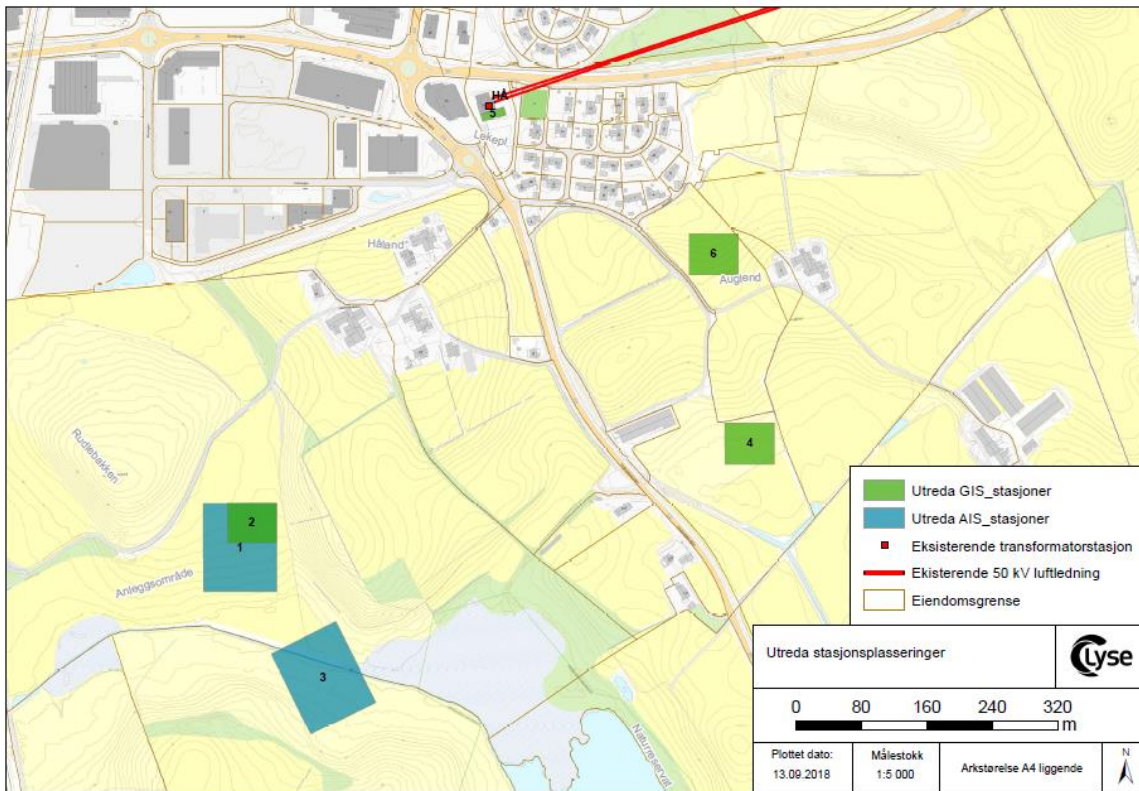 HÅ
5
Lekepl
Håland
6
Auglend
Rudlebakken
4
2
1
Anleggsområde
3
Naturreservat
Utreda GIS_stasjoner
Utreda AIS_stasjoner
Eksisterende transformatorstasjon
Ekisterende 50 kV luftledning
Eiendomsgrense
Utreda stasjonsplasseringer
Lyse
0 80 160 240 320
m
Plottet dato:
13.09.2018
Målestokk
1:5 000
Arkstørelse A4 liggende
N